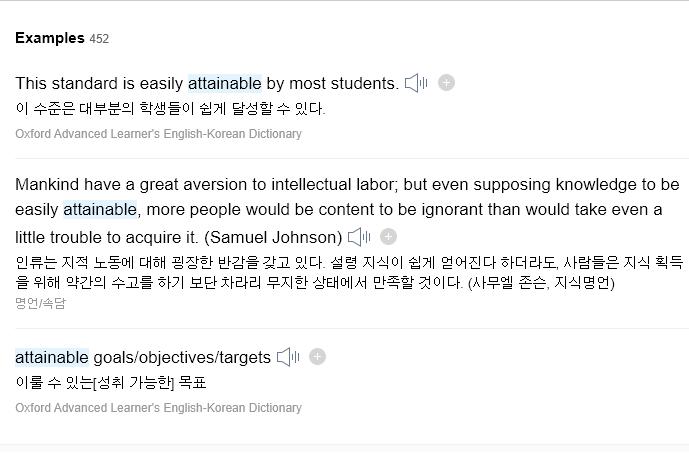 Examples 452
This standard is easily attainable by most students.
이 수준은 대부분의 학생들이 쉽게 달성할 수 있다.
Oxford Advanced Learner's English-Korean Dictionary
Mankind have a great aversion to intellectual labor; but even supposing knowledge to be
easily attainable, more people would be content to be ignorant than would take even a
little trouble to acquire it. (Samuel Johnson)
인류는 지적 노동에 대해 굉장한 반감을 갖고 있다. 설령 지식이 쉽게 얻어진다 하더라도, 사람들은 지식 획득
을 위해 약간의 수고를 하기 보단 차라리 무지한 상태에서 만족할 것이다. (사무엘 존슨, 지식명언)
명언/속담
attainable goals/objectives/targets
이룰 수 있는[성취 가능한] 목표
Oxford Advanced Learner's English-Korean Dictionary